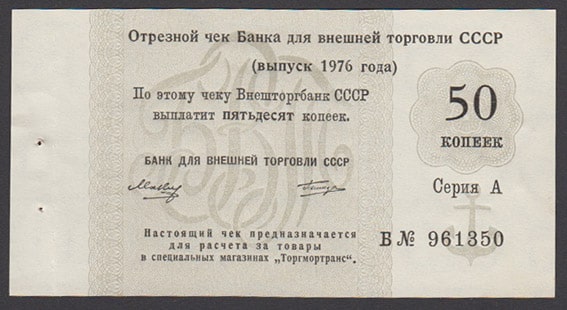 Отрезной чек Банка для внешней торговли СССР
(выпуск 1976 года)
По этому чеку Внешторгбанк СССР
выплатит пятьдесят копеек.
БАНК ДЛЯ ВНЕШНЕЙ ТОРГОВЛИ СССР
Настоящий чек предназначается
для расчета за товары
в специальных магазинах „Торгмортранс".
50
КОПЕЕК
Серия А
Б № 961350